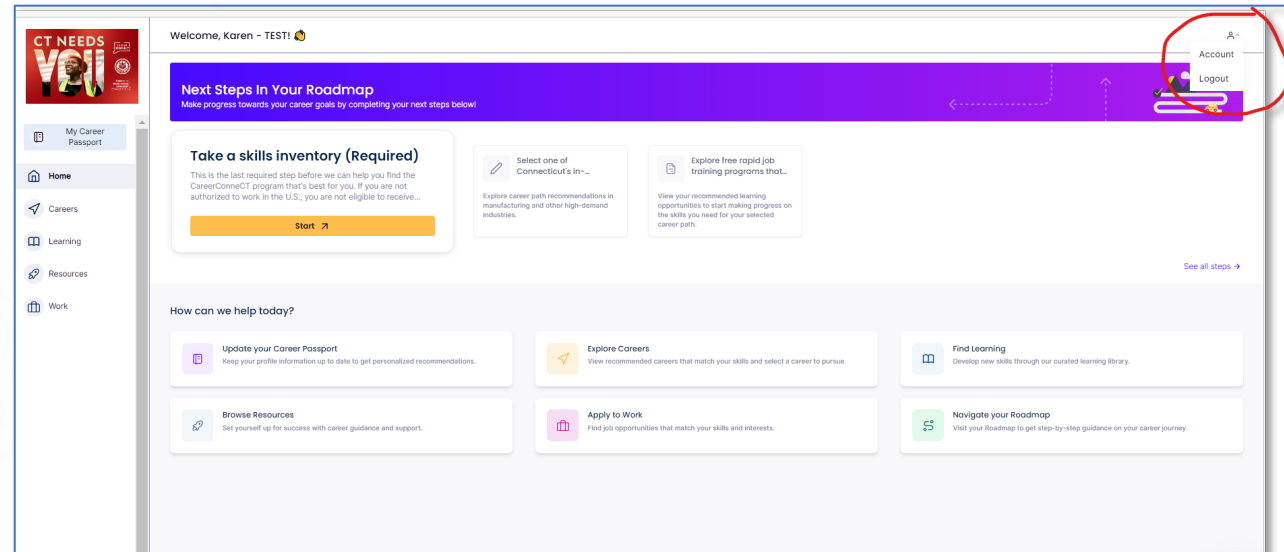 CT NEEDS
YOU
Welcome, Karen - TEST!
Account
Logout
Next Steps In Your Roadmap
Make progress towards your career goals by completing your next steps below!
My Career
Passport
Home
Careers
Learning
Resources
Work
Take a skills inventory (Required)
This is the last required step before we can help you find the
CareerConneCT program that's best for you. If you are not
authorized to work in the U.S., you are not eligible to receive...
Start
Select one of
Connecticut's in-...
Explore career path recommendations in
manufacturing and other high-demand
industries.
Explore free rapid job
training programs that...
View your recommended learning
opportunities to start making progress on
the skills you need for your selected
career path.
See all steps →
How can we help today?
Update your Career Passport
Keep your profile information up to date to get personalized recommendations.
Explore Careers
View recommended careers that match your skills and select a career to pursue.
Find Learning
Develop new skills through our curated learning library.
Browse Resources
Set yourself up for success with career guidance and support.
Apply to Work
Find job opportunities that match your skills and interests.
Navigate your Roadmap
Visit your Roadmap to get step-by-step guidance on your career journey.